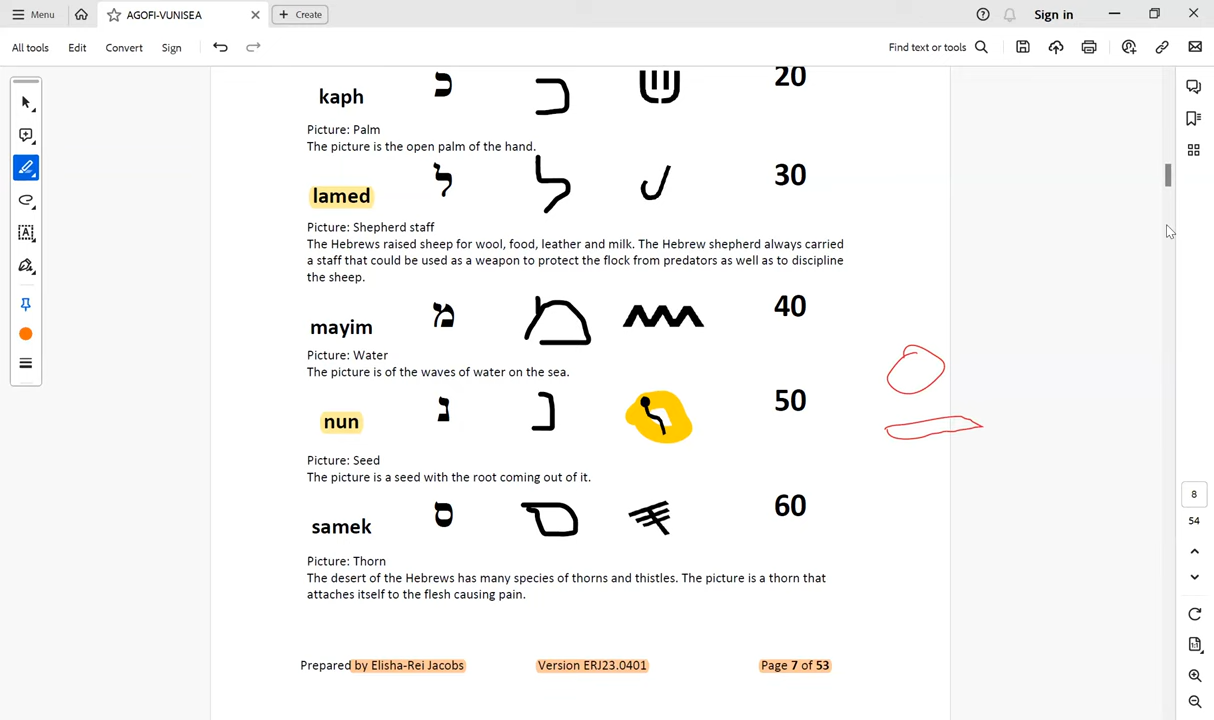 Menu
AGOFI-VUNISEA
Create
Sign in
All tools
Edit
Convert
Sign
Find text or tools
kaph כ 20
Picture: Palm
The picture is the open palm of the hand.
lamed ל 30
Picture: Shepherd staff
The Hebrews raised sheep for wool, food, leather and milk. The Hebrew shepherd always carried
a staff that could be used as a weapon to protect the flock from predators as well as to discipline
the sheep.
mayim מ 40
Picture: Water
The picture is of the waves of water on the sea.
nun נ 50
Picture: Seed
The picture is a seed with the root coming out of it.
samek ס 60
Picture: Thorn
The desert of the Hebrews has many species of thorns and thistles. The picture is a thorn that
attaches itself to the flesh causing pain.
Prepared by Elisha-Rei Jacobs Version ERJ23.0401 Page 7 of 53
8
54